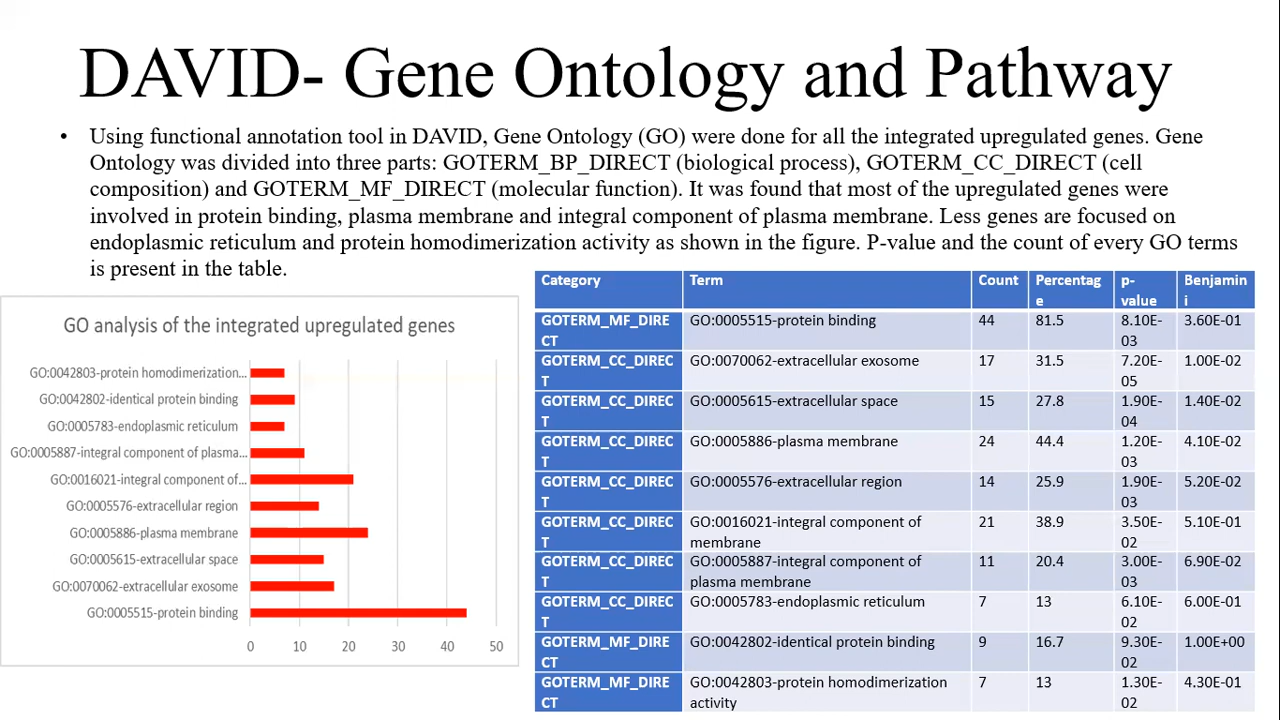 DAVID- Gene Ontology and Pathway
• Using functional annotation tool in DAVID, Gene Ontology (GO) were done for all the integrated upregulated genes. Gene
Ontology was divided into three parts: GOTERM_BP_DIRECT (biological process), GOTERM_CC_DIRECT (cell
composition) and GOTERM_MF_DIRECT (molecular function). It was found that most of the upregulated genes were
involved in protein binding, plasma membrane and integral component of plasma membrane. Less genes are focused on
endoplasmic reticulum and protein homodimerization activity as shown in the figure. P-value and the count of every GO terms
is present in the table.
GO analysis of the integrated upregulated genes
GO:0042803-protein homodimerization...
GO:0042802-identical protein binding
GO:0005783-endoplasmic reticulum
GO:0005887-integral component of plasma...
GO:0016021-integral component of...
GO:0005576-extracellular region
GO:0005886-plasma membrane
GO:0005615-extracellular space
GO:0070062-extracellular exosome
GO:0005515-protein binding
0 10 20 30 40 50
Category Term Count Percentag p- Benjamin
e value i
GOTERM_MF_DIRE GO:0005515-protein binding 44 81.5 8.10E- 3.60E-01
CT 03
GOTERM_CC_DIREC GO:0070062-extracellular exosome 17 31.5 7.20E- 1.00E-02
T 05
GOTERM_CC_DIREC GO:0005615-extracellular space 15 27.8 1.90E- 1.40E-02
T 04
GOTERM_CC_DIREC GO:0005886-plasma membrane 24 44.4 1.20E- 4.10E-02
T 03
GOTERM_CC_DIREC GO:0005576-extracellular region 14 25.9 1.90E- 5.20E-02
T 03
GOTERM_CC_DIREC GO:0016021-integral component of 21 38.9 3.50E- 5.10E-01
T membrane 02
GOTERM_CC_DIREC GO:0005887-integral component of 11 20.4 3.00E- 6.90E-02
T plasma membrane 03
GOTERM_CC_DIREC GO:0005783-endoplasmic reticulum 7 13 6.10E- 6.00E-01
T 02
GOTERM_MF_DIRE GO:0042802-identical protein binding 9 16.7 9.30E- 1.00E+00
CT 02
GOTERM_MF_DIRE GO:0042803-protein homodimerization 7 13 1.30E- 4.30E-01
CT activity 02